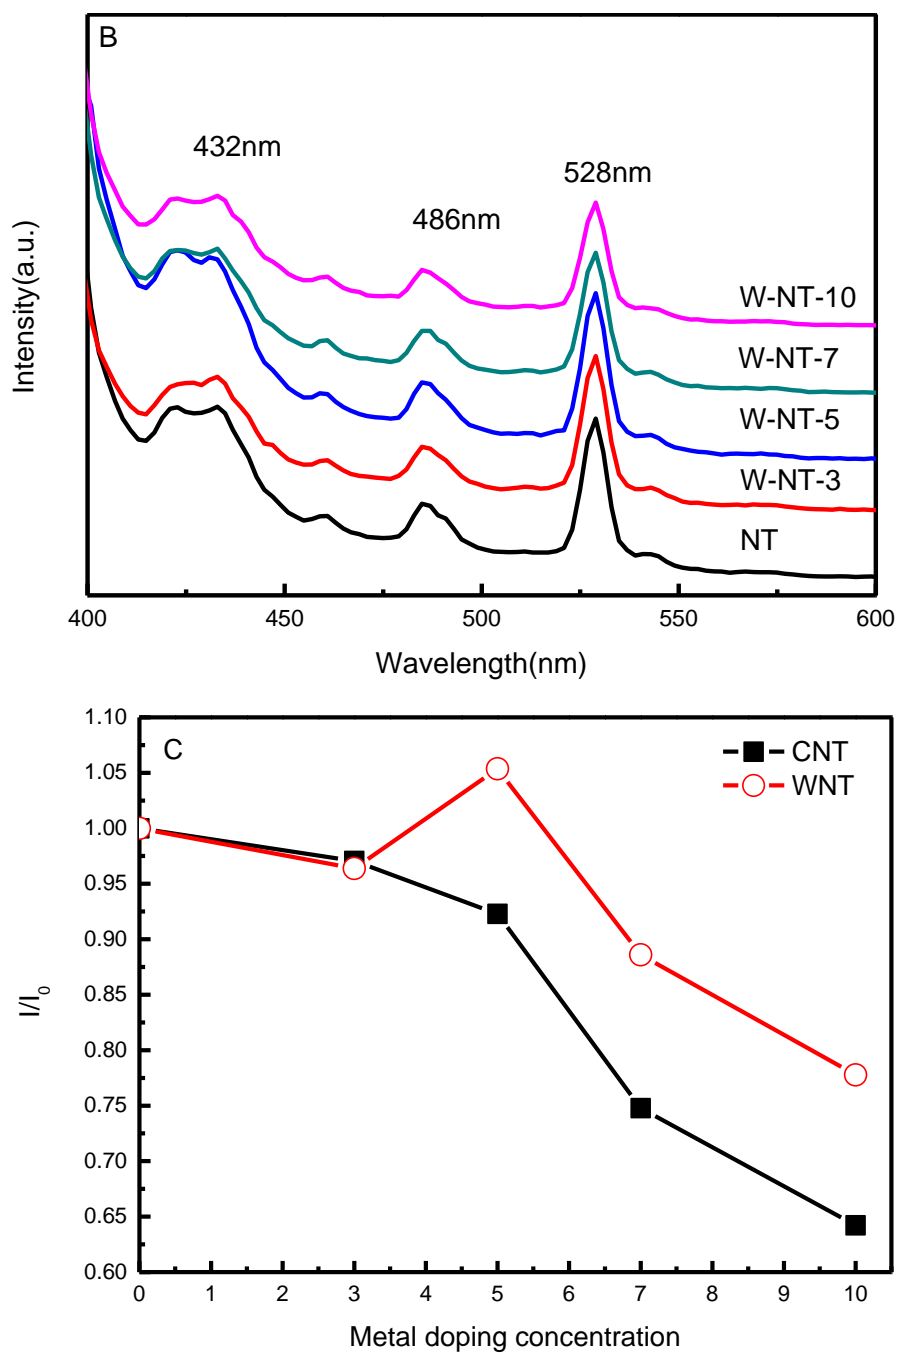 B
432nm
528nm
486nm
Intensity(a.u.)
W-NT-10
W-NT-7
W-NT-5
W-NT-3
NT
400 450 500 550 600
Wavelength(nm)
C
CNT
WNT
1.10
1.05
1.00
0.95
0.90
0.85
0.80
0.75
0.70
0.65
0.60
I/I0
0 1 2 3 4 5 6 7 8 9 10
Metal doping concentration